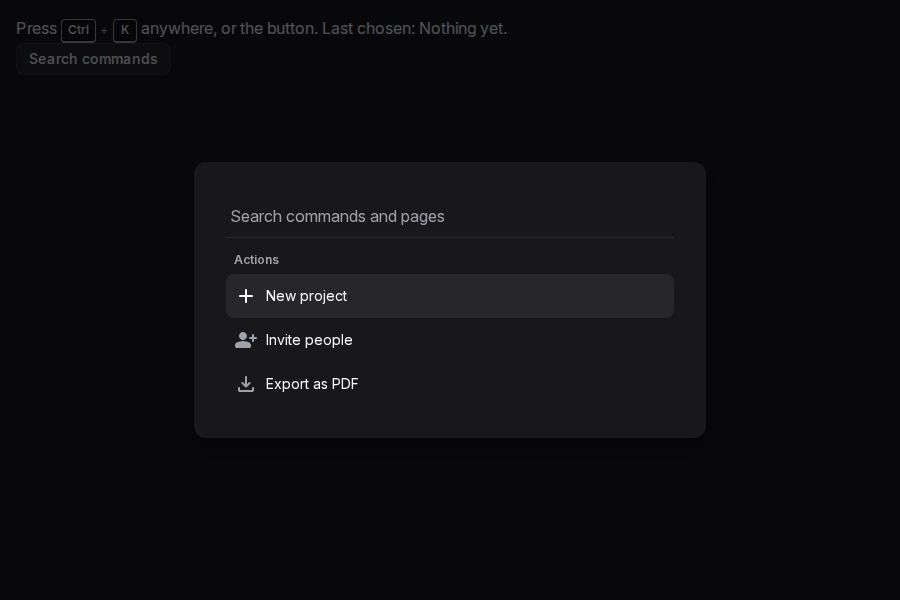 Press Ctrl + K anywhere, or the button. Last chosen: Nothing yet.
Search commands
Search commands and pages
Actions
New project
Invite people
Export as PDF